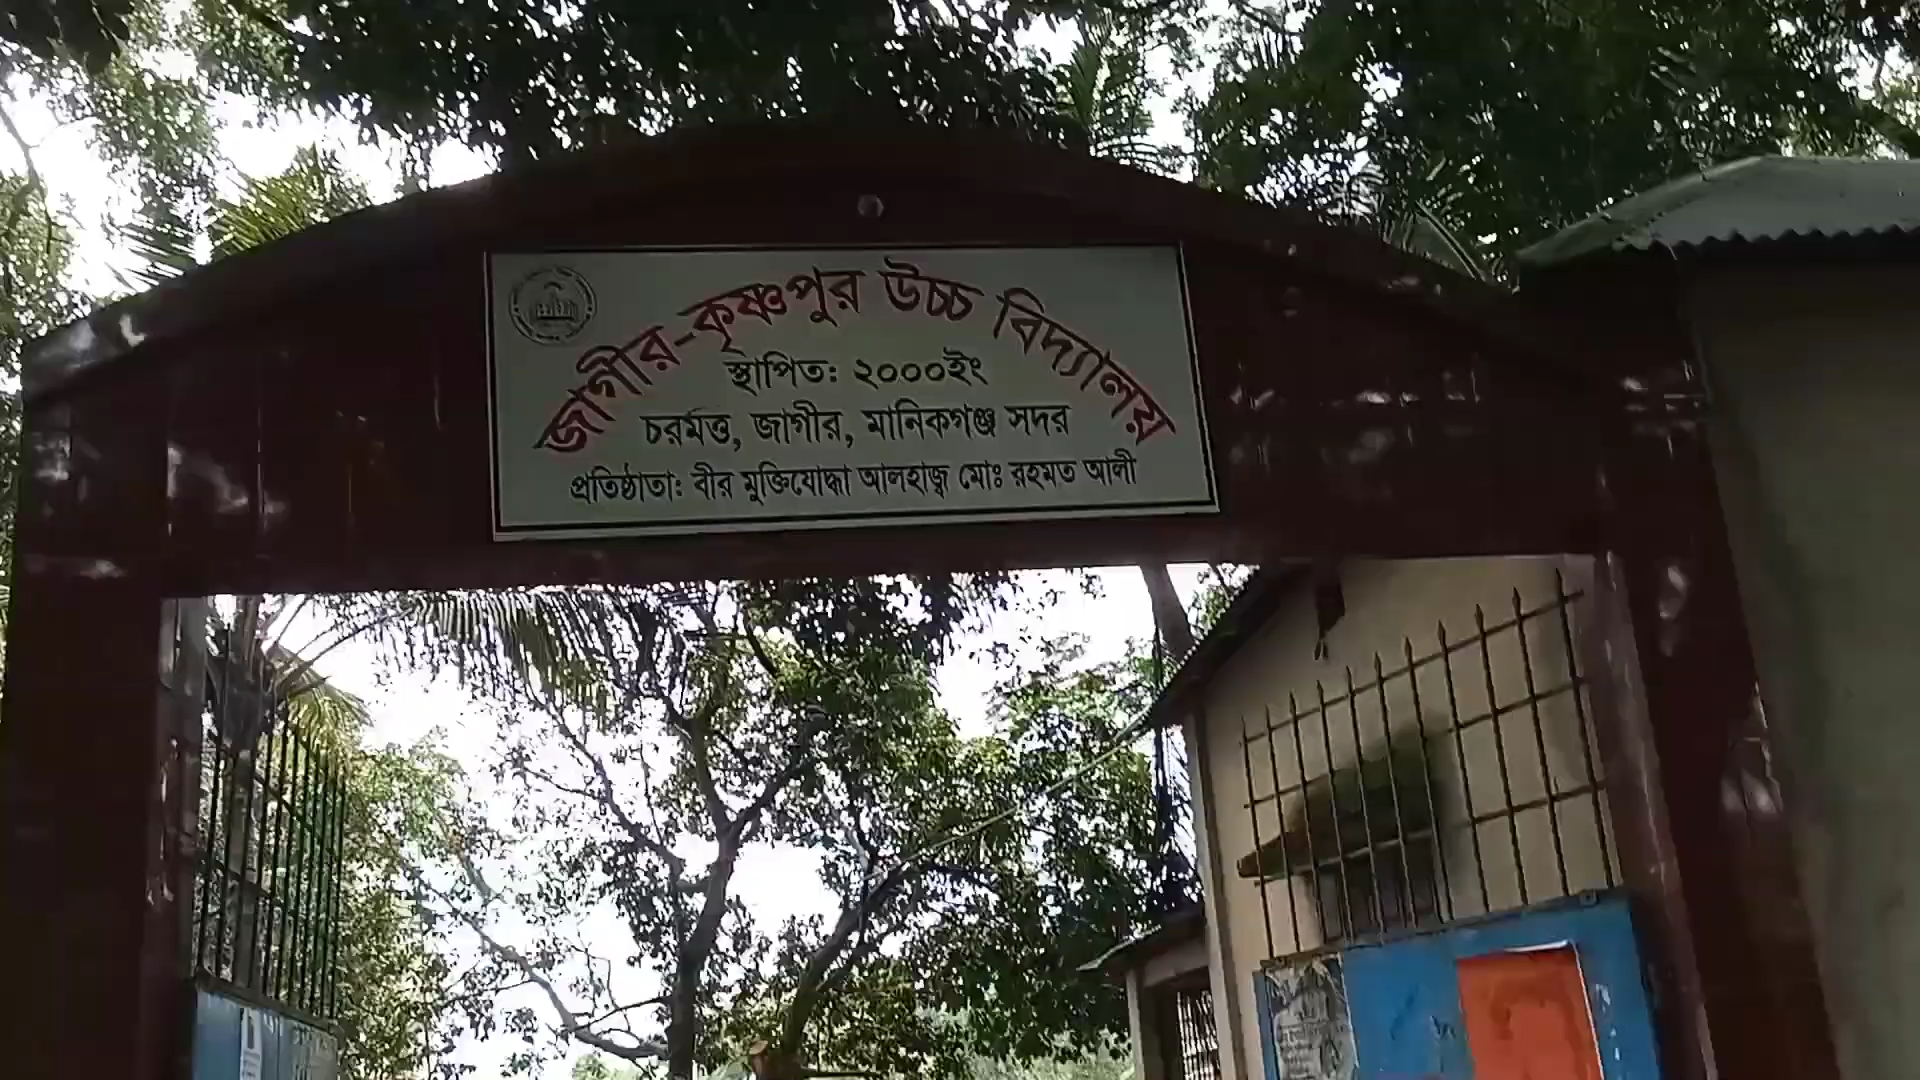 জাগীর-কৃষ্ণপুর উচ্চ বিদ্যালয়
স্থাপিত: ২০০০ইং
চরমত্ত, জাগীর, মানিকগঞ্জ সদর
প্রতিষ্ঠাতা: বীর মুক্তিযোদ্ধা আলহাজ্ব মোঃ রহমত আলী